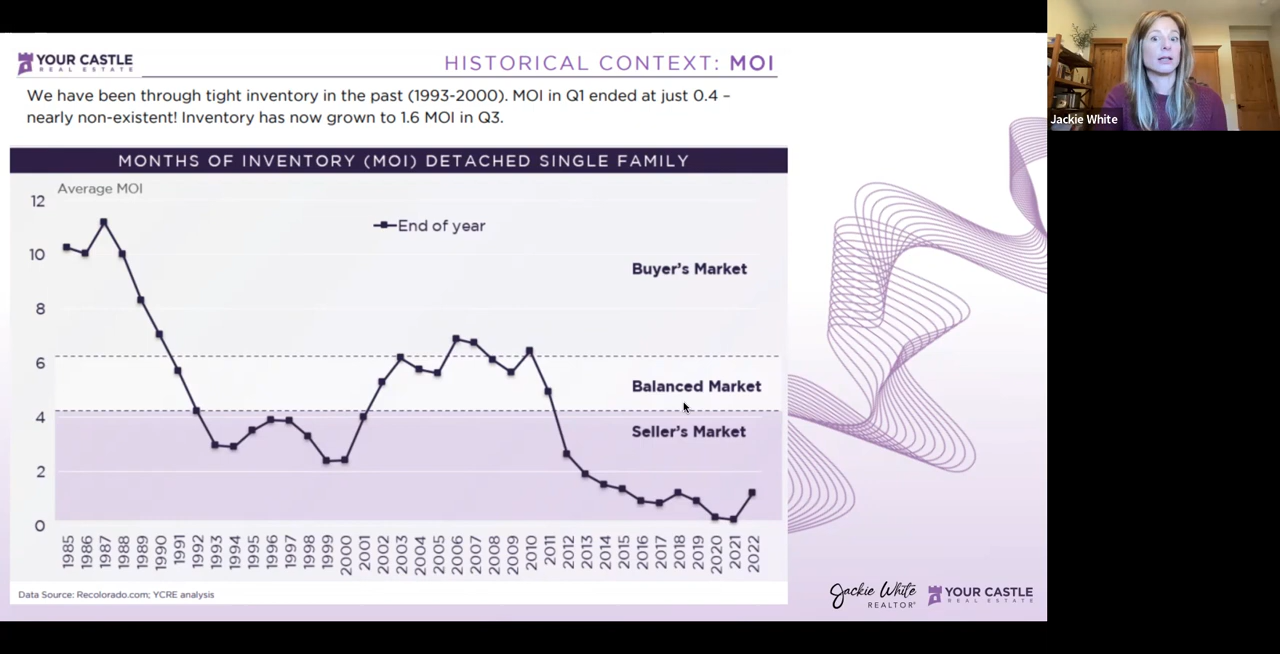 YOUR CASTLE
REAL ESTATE
HISTORICAL CONTEXT: MOI
We have been through tight inventory in the past (1993-2000). MOI in Q1 ended at just 0.4 –
nearly non-existent! Inventory has now grown to 1.6 MOI in Q3.
MONTHS OF INVENTORY (MOI) DETACHED SINGLE FAMILY
Average MOI
12
10
8
6
4
2
0
End of year
Buyer's Market
Balanced Market
Seller's Market
1985 1986 1987 1988 1989 1990 1991 1992 1993 1994 1995 1996 1997 1998 1999 2000 2001 2002 2003 2004 2005 2006 2007 2008 2009 2010 2011 2012 2013 2014 2015 2016 2017 2018 2019 2020 2021 2022
Data Source: Recolorado.com; YCRE analysis
Jackie White
REALTOR®
YOUR CASTLE
REAL ESTATE
Jackie White